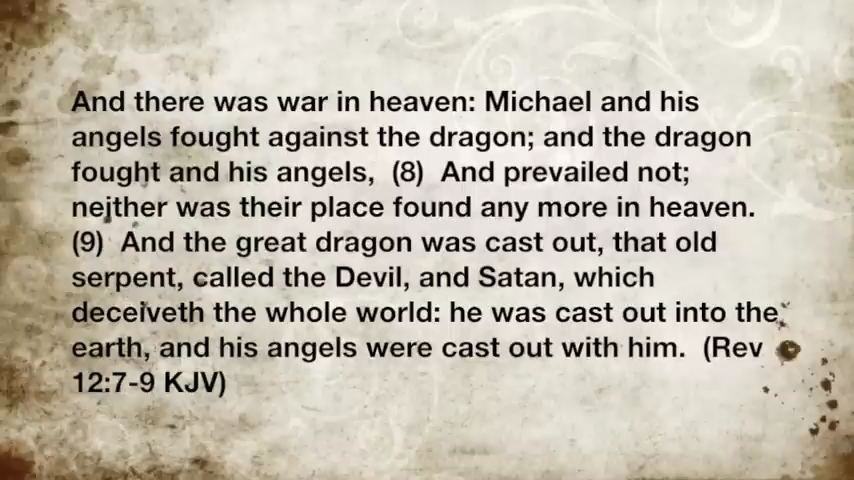 And there was war in heaven: Michael and his
angels fought against the dragon; and the dragon
fought and his angels,  (8)  And prevailed not;
neither was their place found any more in heaven.
(9)  And the great dragon was cast out, that old
serpent, called the Devil, and Satan, which
deceiveth the whole world: he was cast out into the
earth, and his angels were cast out with him.  (Rev
12:7-9 KJV)